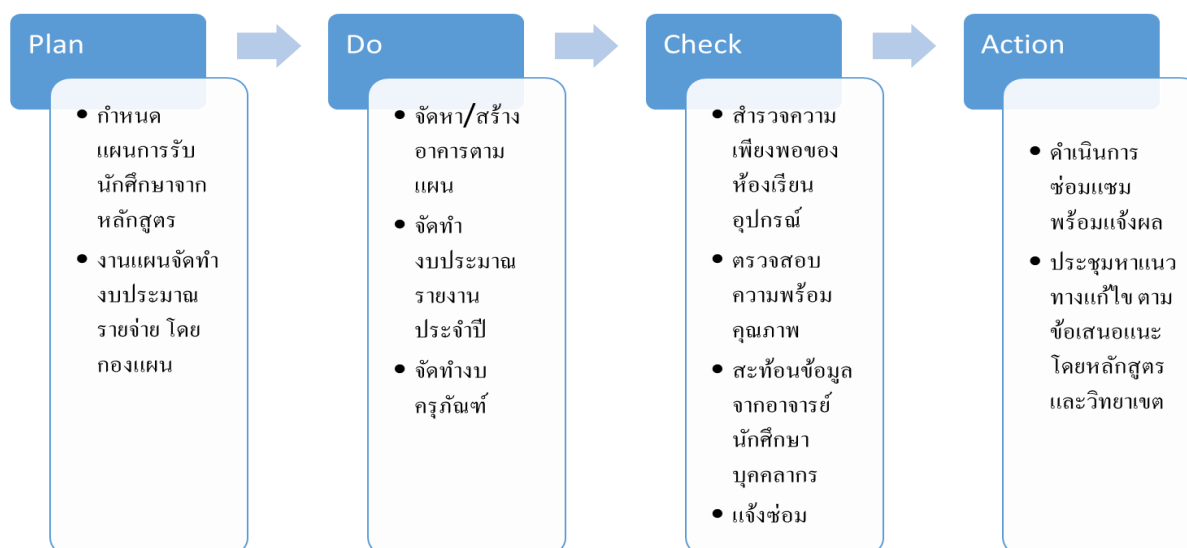 Plan
• กำหนด
แผนการรับ
นักศึกษาจาก
หลักสูตร
• งานแผนจัดทำ
งบประมาณ
รายจ่าย โดย
กองแผน
Do
• จัดหา/สร้าง
อาคารตาม
แผน
• จัดทำ
งบประมาณ
รายงาน
ประจำปี
• จัดทำงบ
ครุภัณฑ์
Check
• สำรวจความ
เพียงพอของ
ห้องเรียน
อุปกรณ์
• ตรวจสอบ
ความพร้อม
คุณภาพ
• สะท้อนข้อมูล
จากอาจารย์
นักศึกษา
บุคคลากร
• แจ้งซ่อม
Action
• ดำเนินการ
ซ่อมแซม
พร้อมแจ้งผล
• ประชุมหาแนว
ทางแก้ไข ตาม
ข้อเสนอแนะ
โดยหลักสูตร
และวิทยาเขต